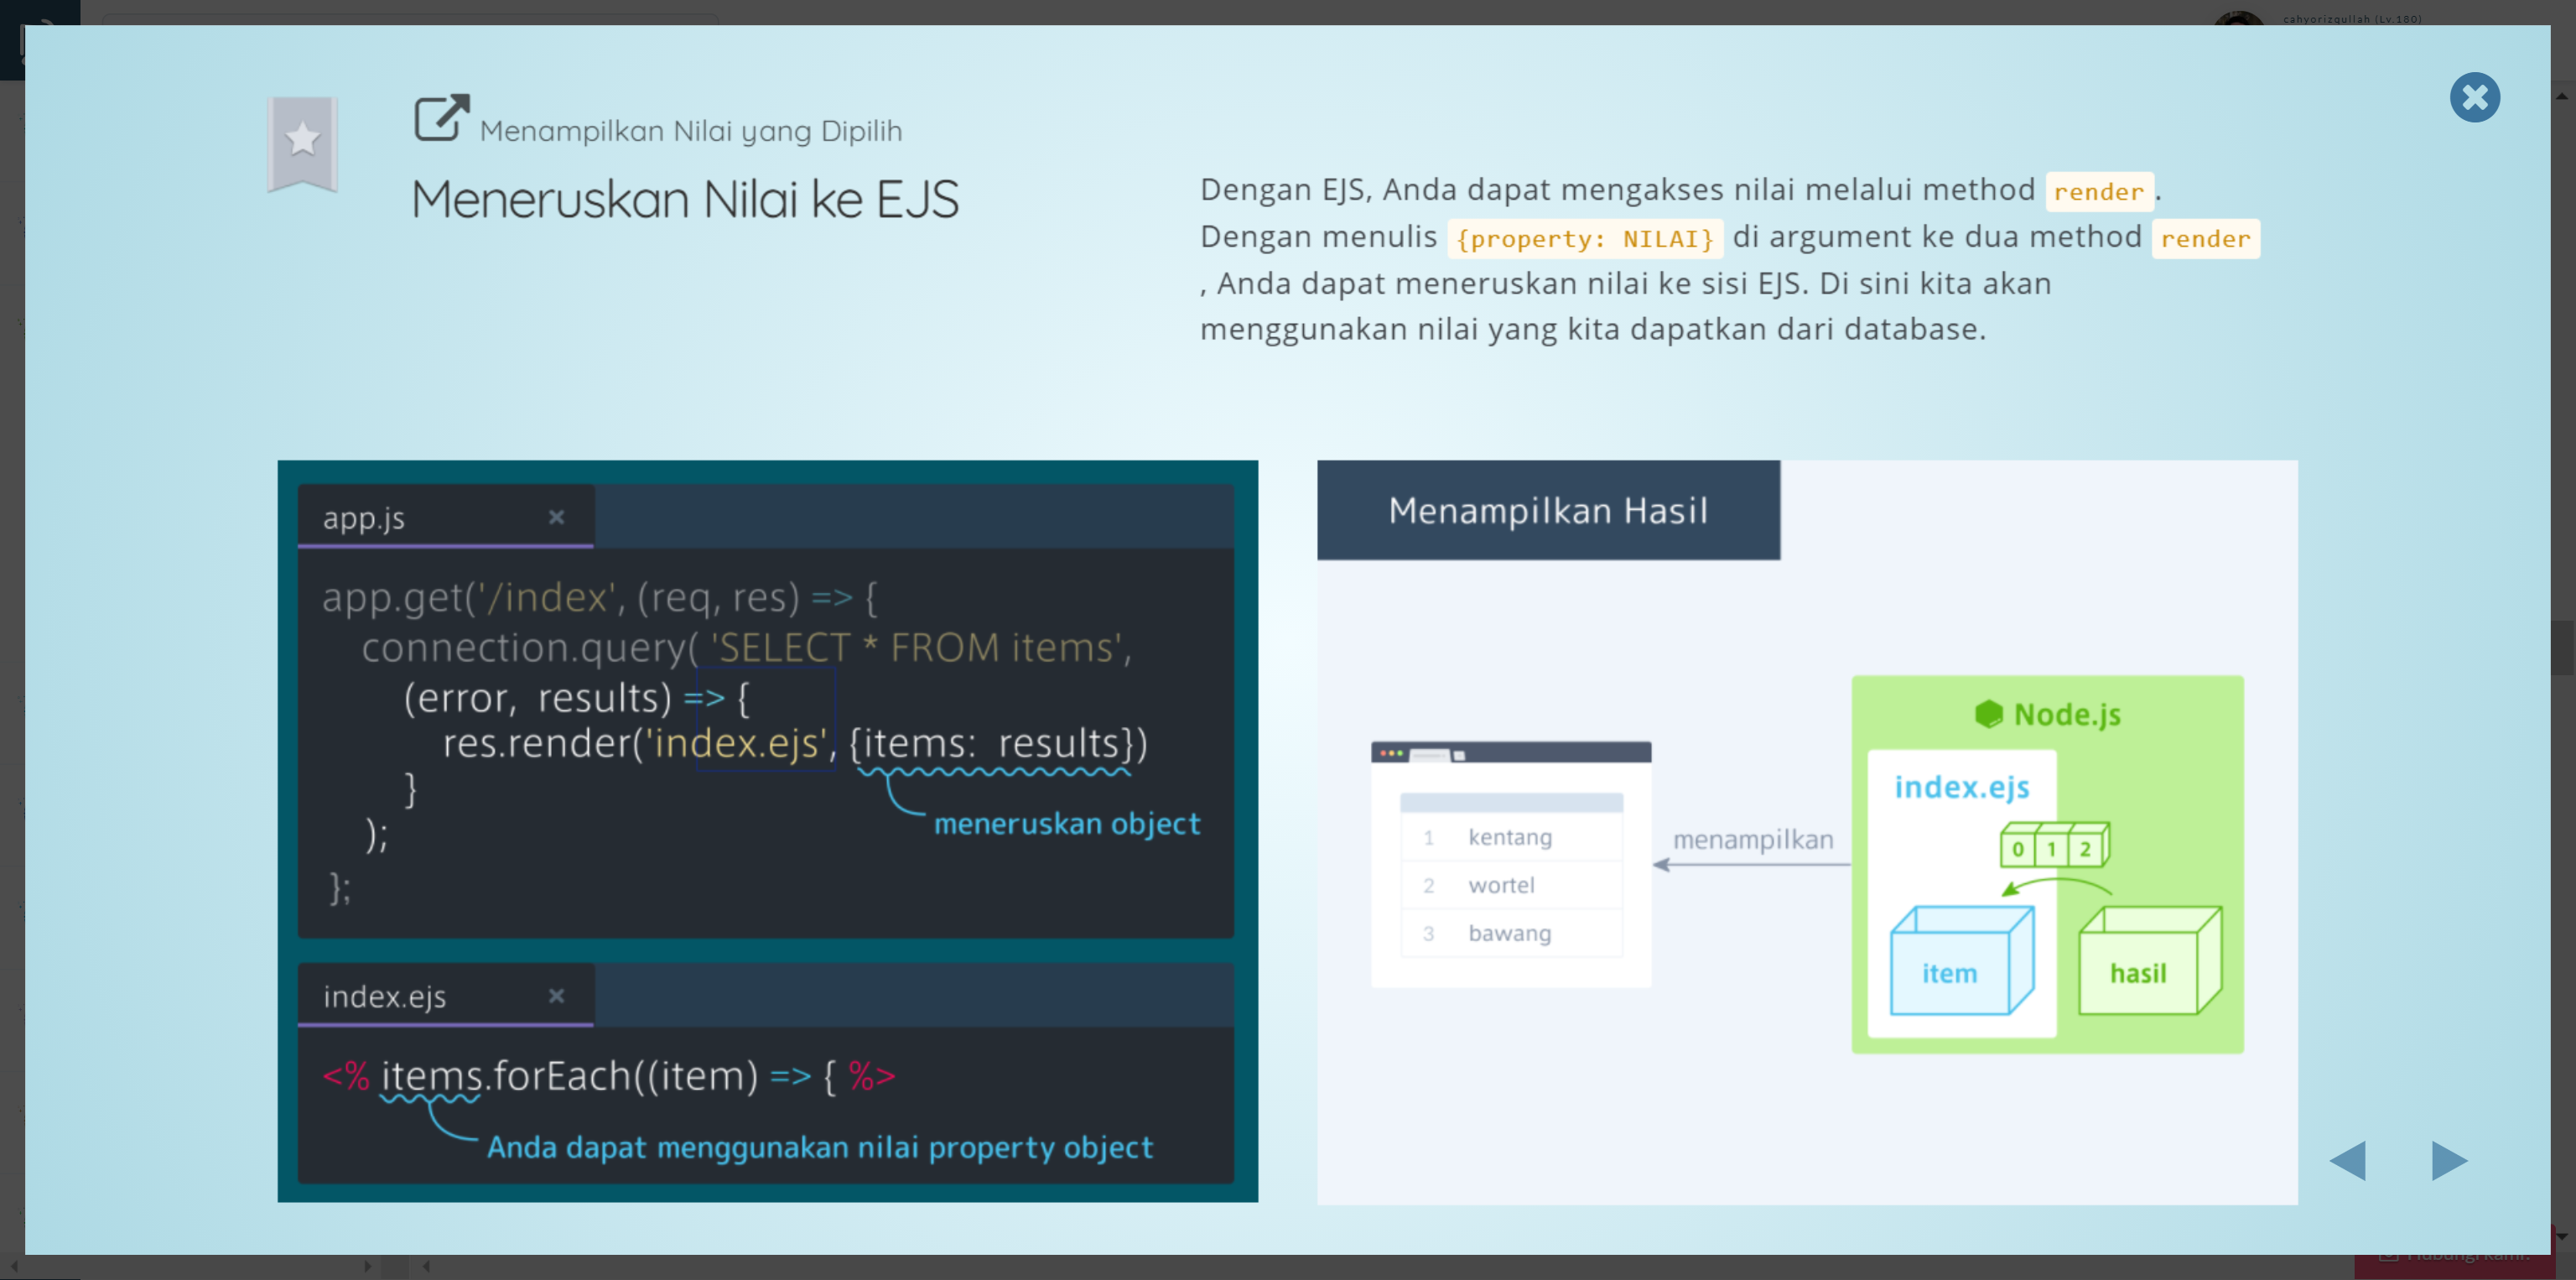 cahyorizqullah (Lv.180)
Menampilkan Nilai yang Dipilih
Meneruskan Nilai ke EJS
Dengan EJS, Anda dapat mengakses nilai melalui method render.
Dengan menulis {property: NILAI} di argument ke dua method render
, Anda dapat meneruskan nilai ke sisi EJS. Di sini kita akan
menggunakan nilai yang kita dapatkan dari database.
app.js
app.get('/index', (req, res) => {
connection.query( 'SELECT * FROM items',
(error, results) => {
res.render('index.ejs', {items: results})
}
meneruskan object
);
};
index.ejs
<% items.forEach((item) => { %>
Anda dapat menggunakan nilai property object
Menampilkan Hasil
1 kentang
2 wortel
3 bawang
menampilkan
Node.js
index.ejs
0 1 2
item
hasil
Hubungi kami.